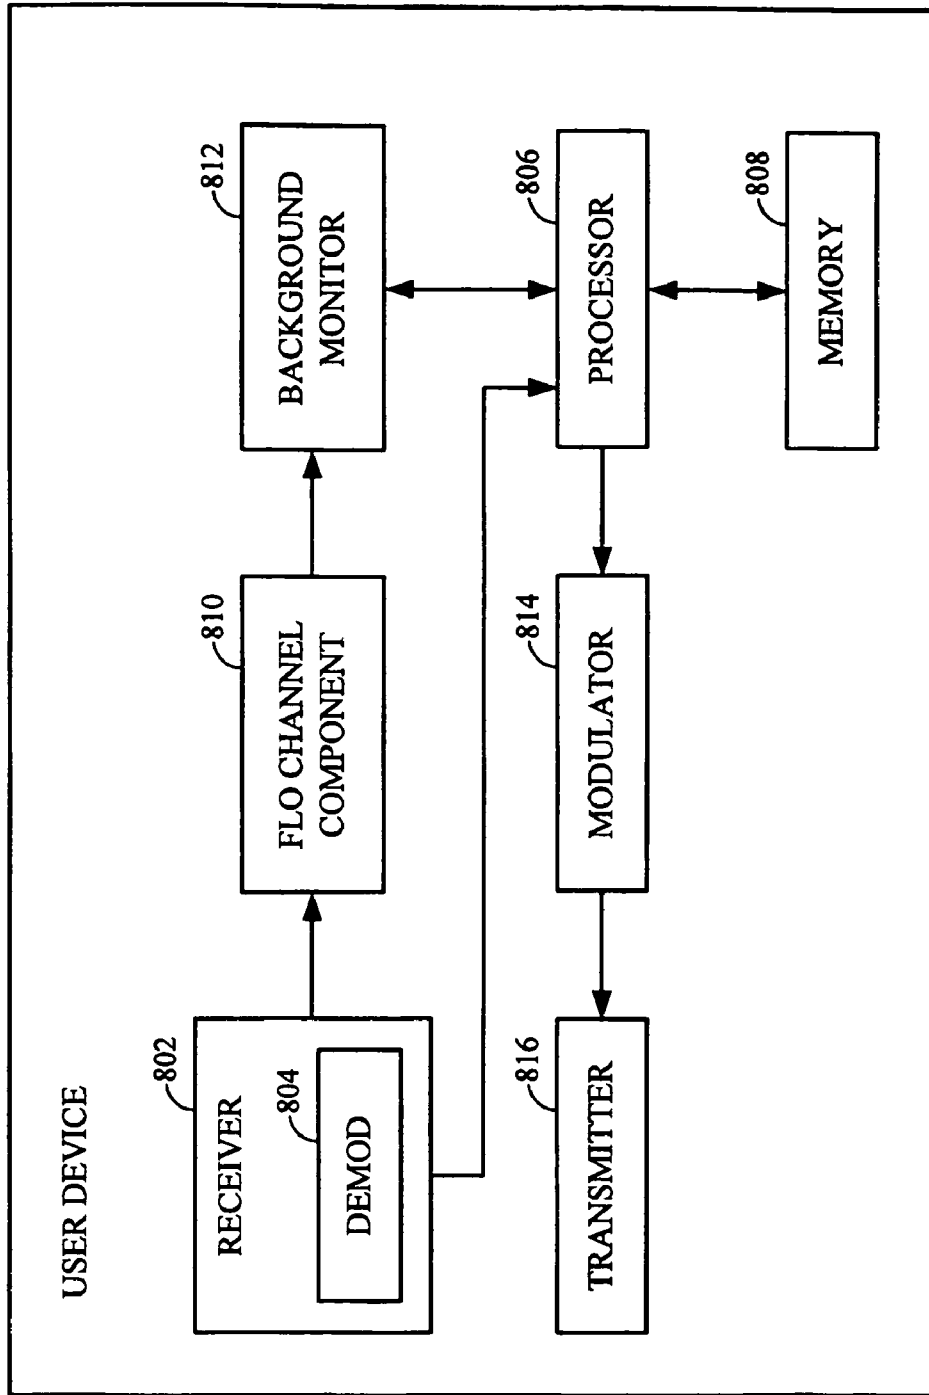 USER DEVICE
802
RECEIVER
804
DEMOD
810
FLO CHANNEL
COMPONENT
812
BACKGROUND
MONITOR
816
TRANSMITTER
814
MODULATOR
806
PROCESSOR
808
MEMORY